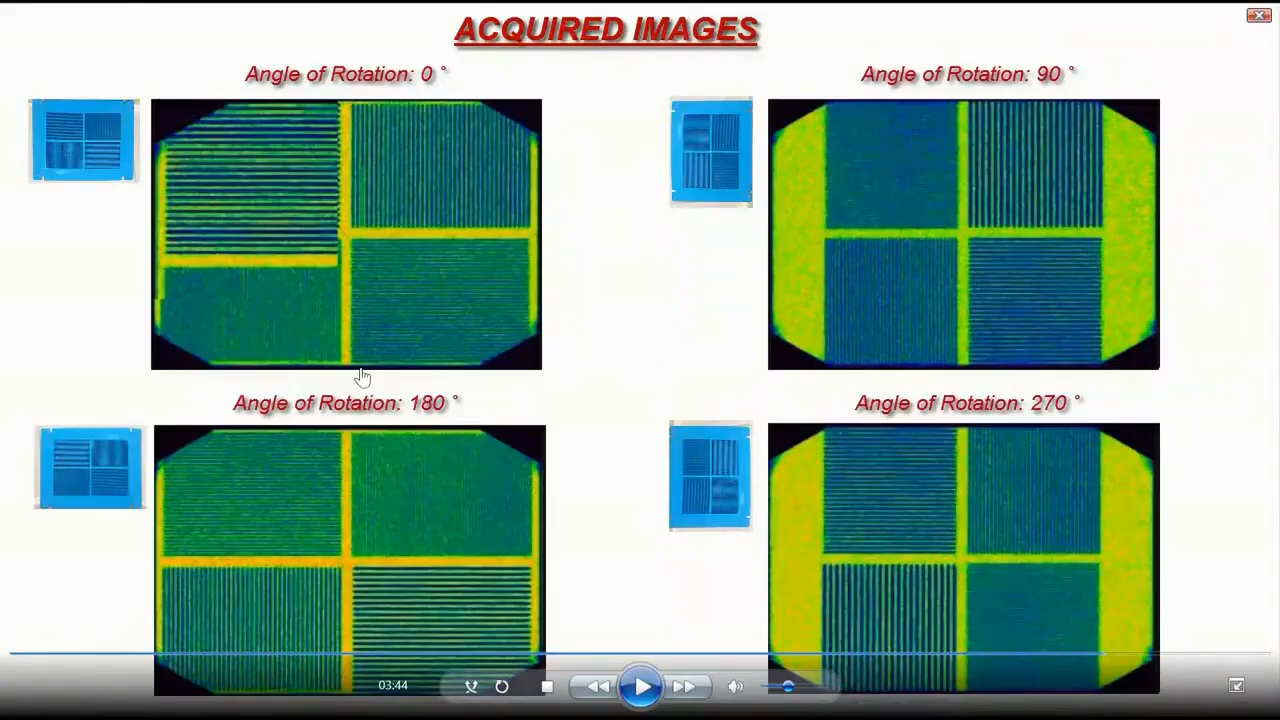 ACQUIRED IMAGES
Angle of Rotation: 0 °
Angle of Rotation: 90 °
Angle of Rotation: 180 °
Angle of Rotation: 270 °
03:44